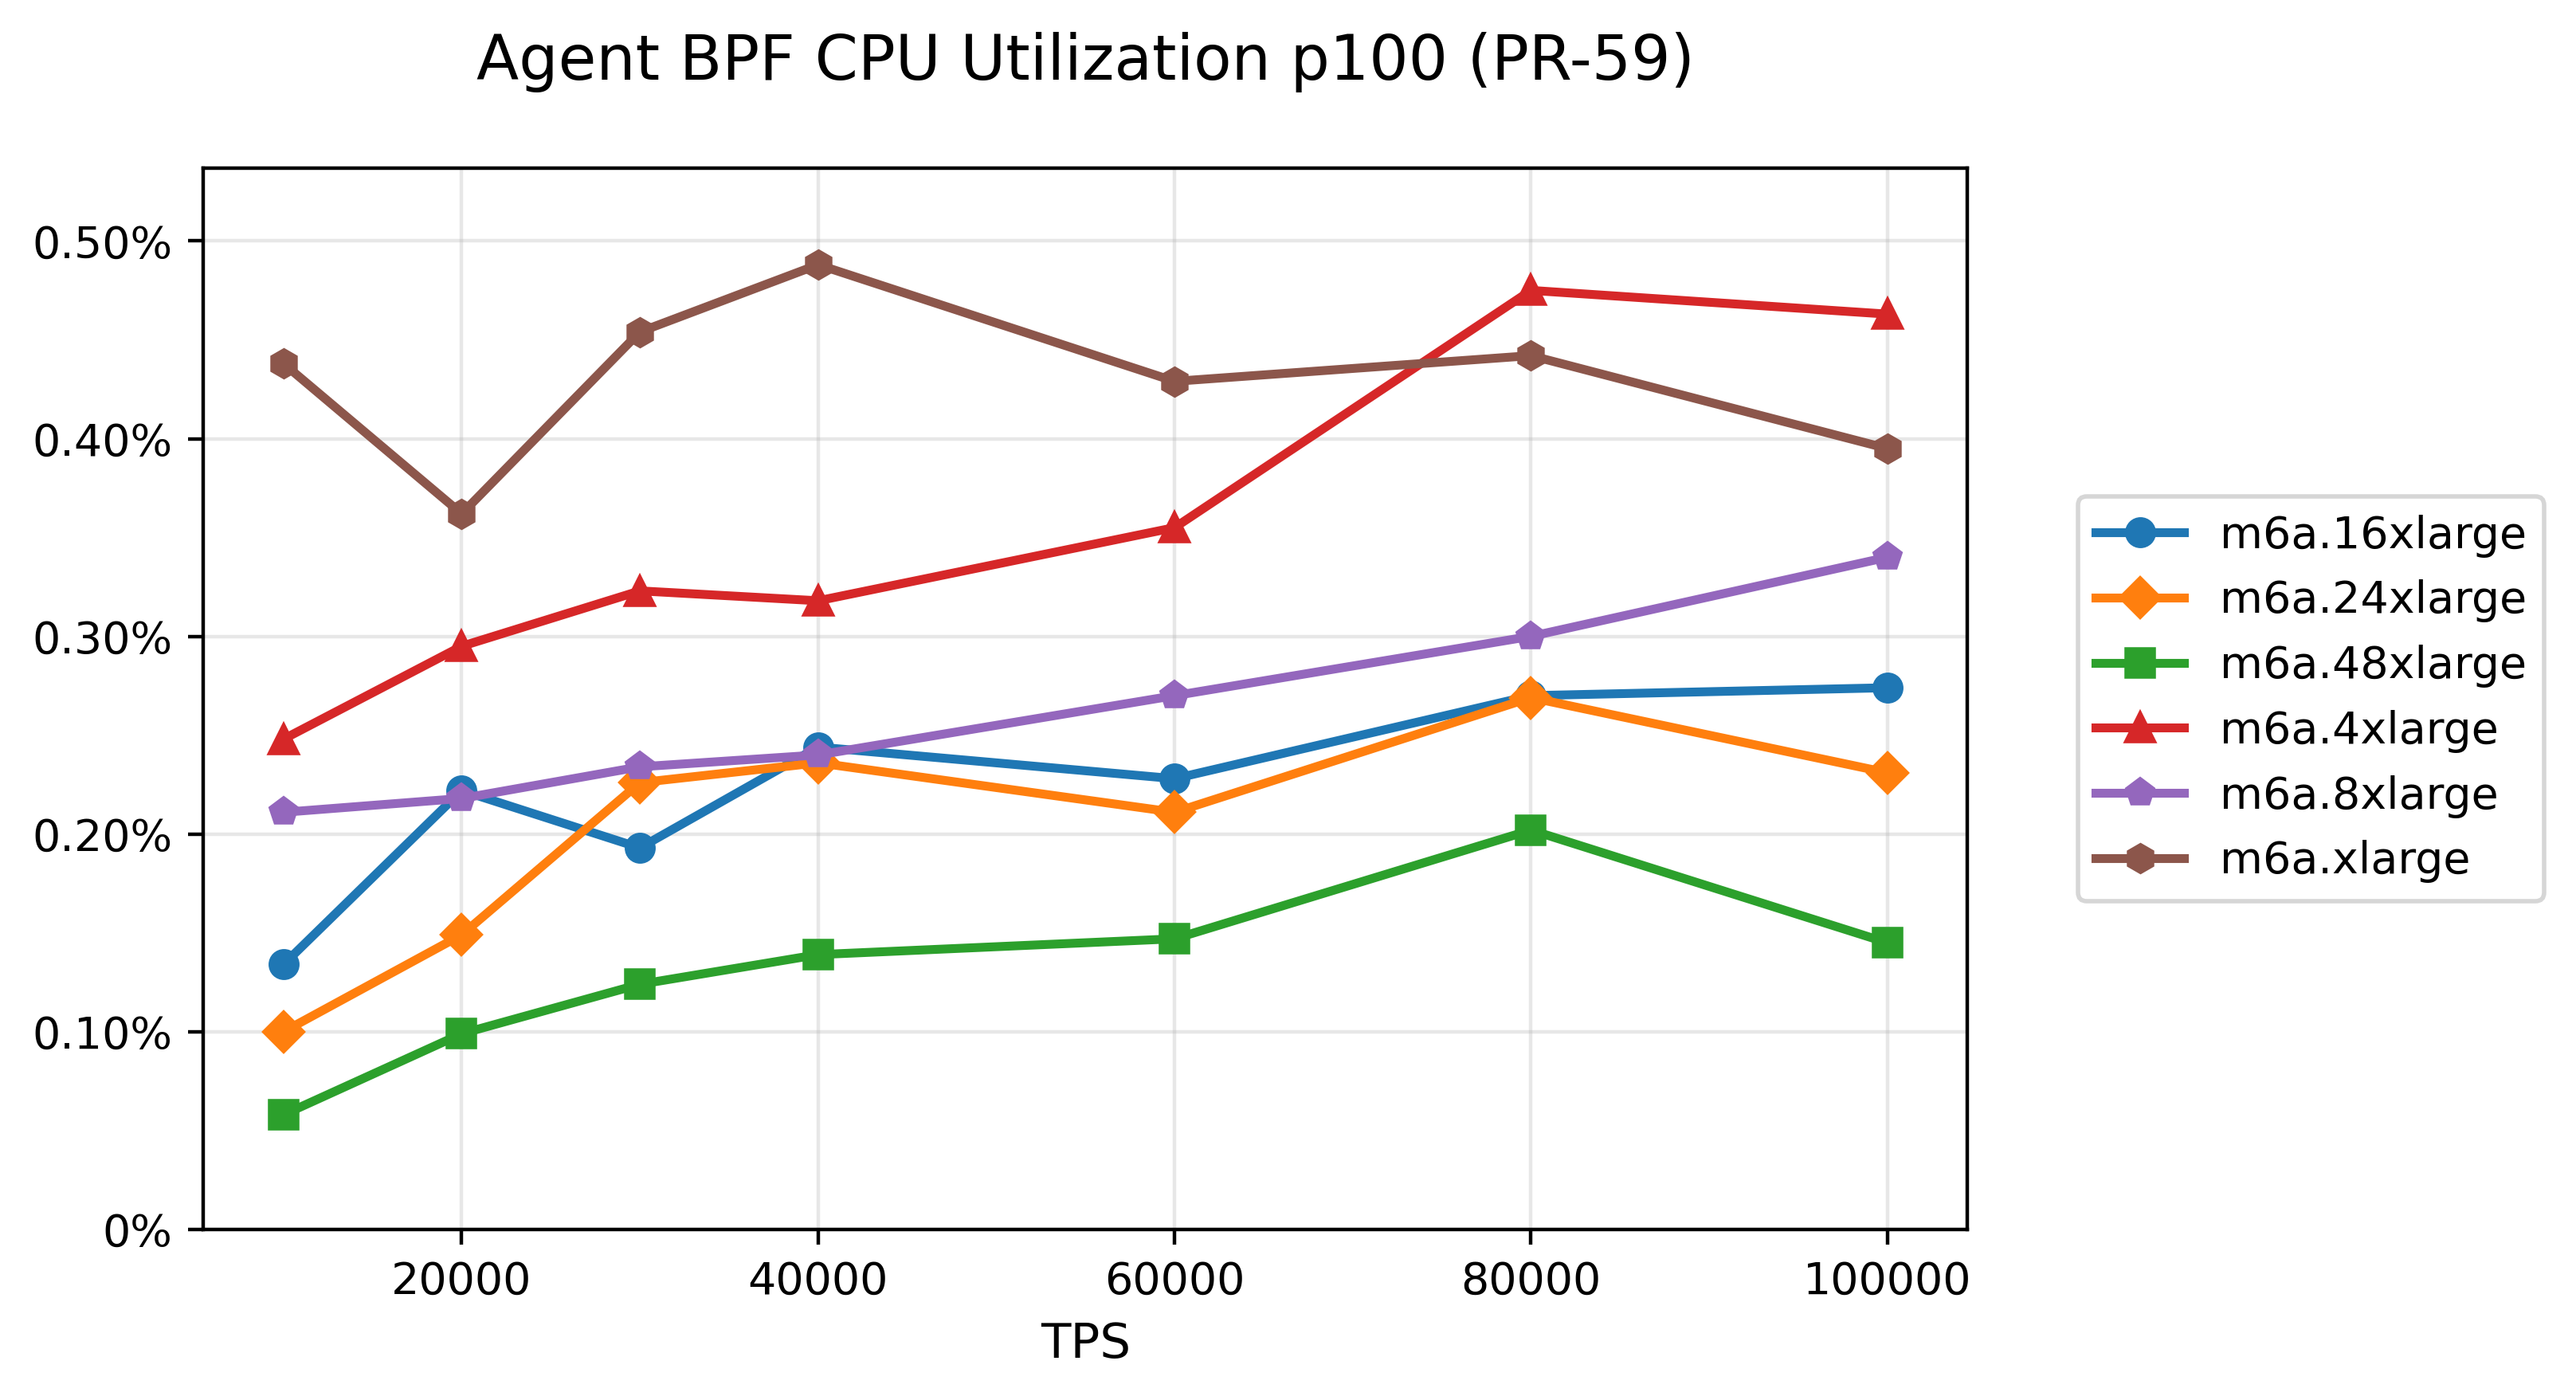 Agent BPF CPU Utilization p100 (PR-59)
0.50%
0.40%
0.30%
0.20%
0.10%
0%
20000 40000 60000 80000 100000
TPS
m6a.16xlarge
m6a.24xlarge
m6a.48xlarge
m6a.4xlarge
m6a.8xlarge
m6a.xlarge